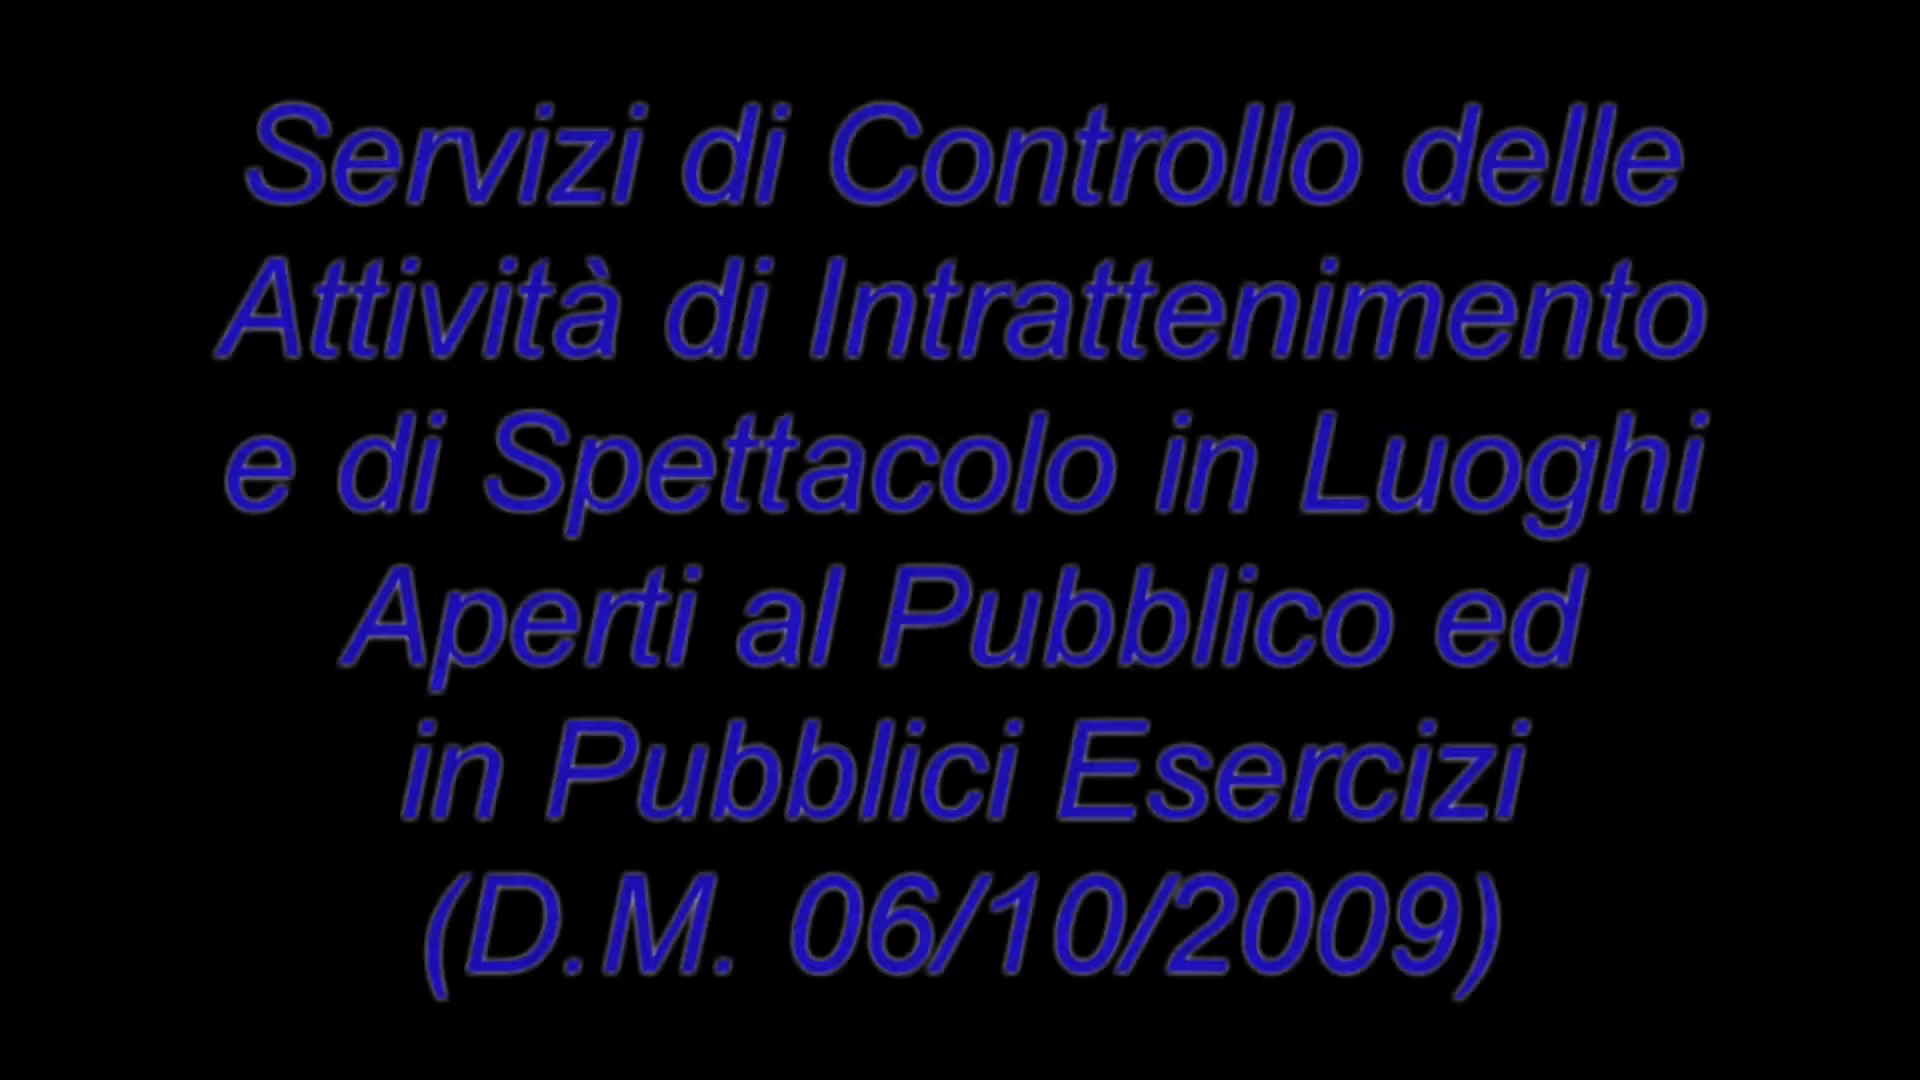 Servizi di Controllo delle
Attività di Intrattenimento
e di Spettacolo in Luoghi
Aperti al Pubblico ed
in Pubblici Esercizi
(D.M. 06/10/2009)